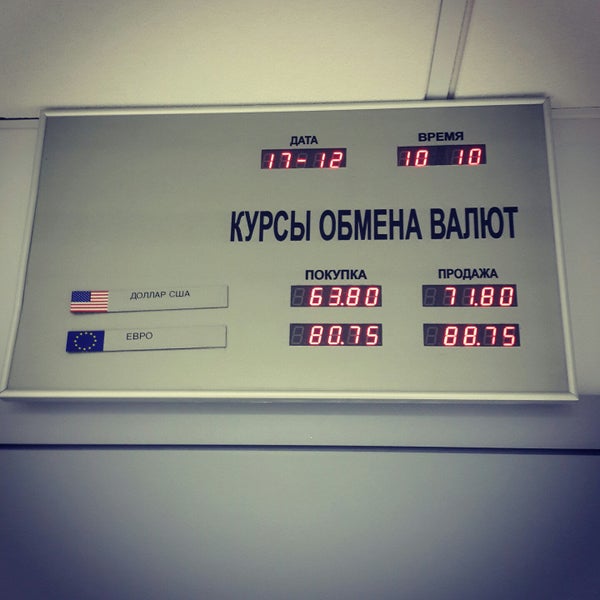 ДАТА ВРЕМЯ
17-12 10 10
КУРСЫ ОБМЕНА ВАЛЮТ
ПОКУПКА ПРОДАЖА
ДОЛЛАР США 63.80 71.80
ЕВРО 80.75 88.75